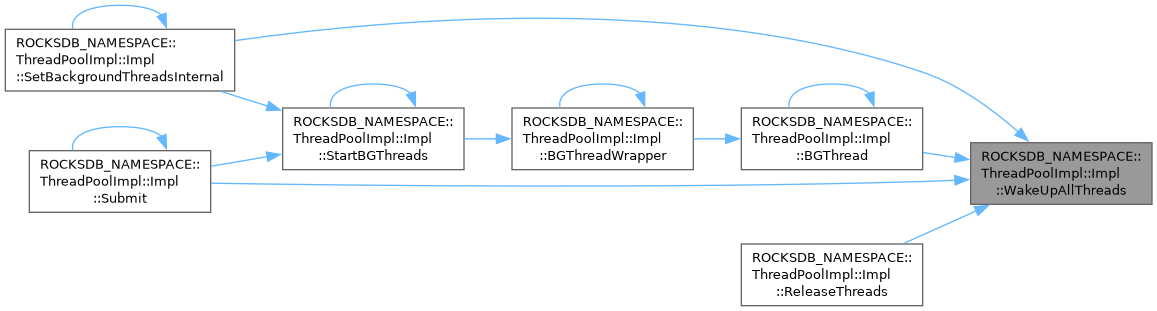 ROCKSDB_NAMESPACE::
ThreadPoolImpl::Impl
::SetBackgroundThreadsInternal
ROCKSDB_NAMESPACE::
ThreadPoolImpl::Impl
::StartBGThreads
ROCKSDB_NAMESPACE::
ThreadPoolImpl::Impl
::BGThreadWrapper
ROCKSDB_NAMESPACE::
ThreadPoolImpl::Impl
::BGThread
ROCKSDB_NAMESPACE::
ThreadPoolImpl::Impl
::WakeUpAllThreads
ROCKSDB_NAMESPACE::
ThreadPoolImpl::Impl
::Submit
ROCKSDB_NAMESPACE::
ThreadPoolImpl::Impl
::ReleaseThreads